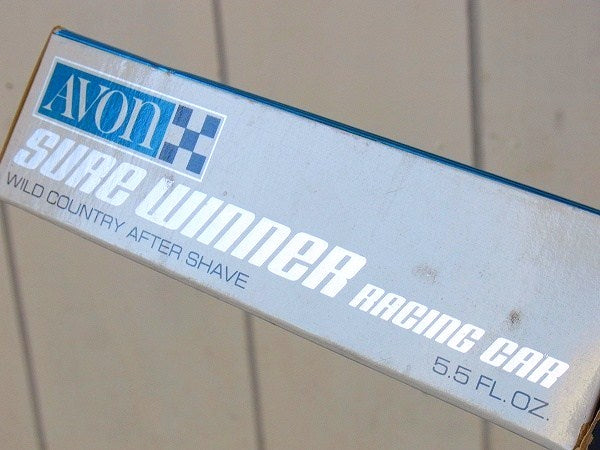 AVON
SURE WINNER RACING CAR
WILD COUNTRY AFTER SHAVE
5.5 FL. OZ.